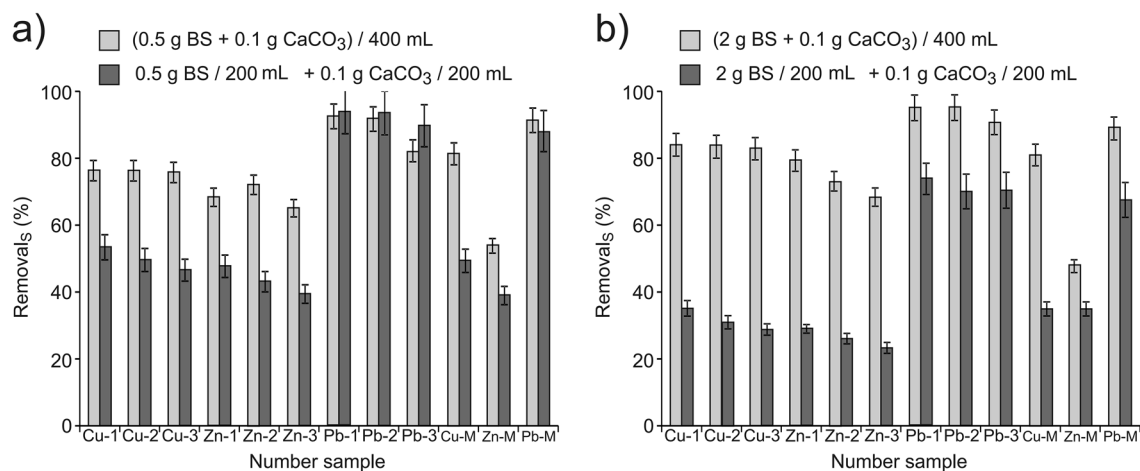 a)
(0.5 g BS + 0.1 g CaCO₃) / 400 mL
0.5 g BS / 200 mL + 0.1 g CaCO₃ / 200 mL
100
80
60
40
20
0
Removalₛ (%)
Cu-1 Cu-2 Cu-3 Zn-1 Zn-2 Zn-3 Pb-1 Pb-2 Pb-3 Cu-M Zn-M Pb-M
Number sample
b)
(2 g BS + 0.1 g CaCO₃) / 400 mL
2 g BS / 200 mL + 0.1 g CaCO₃ / 200 mL
100
80
60
40
20
0
Removalₛ (%)
Cu-1 Cu-2 Cu-3 Zn-1 Zn-2 Zn-3 Pb-1 Pb-2 Pb-3 Cu-M Zn-M Pb-M
Number sample